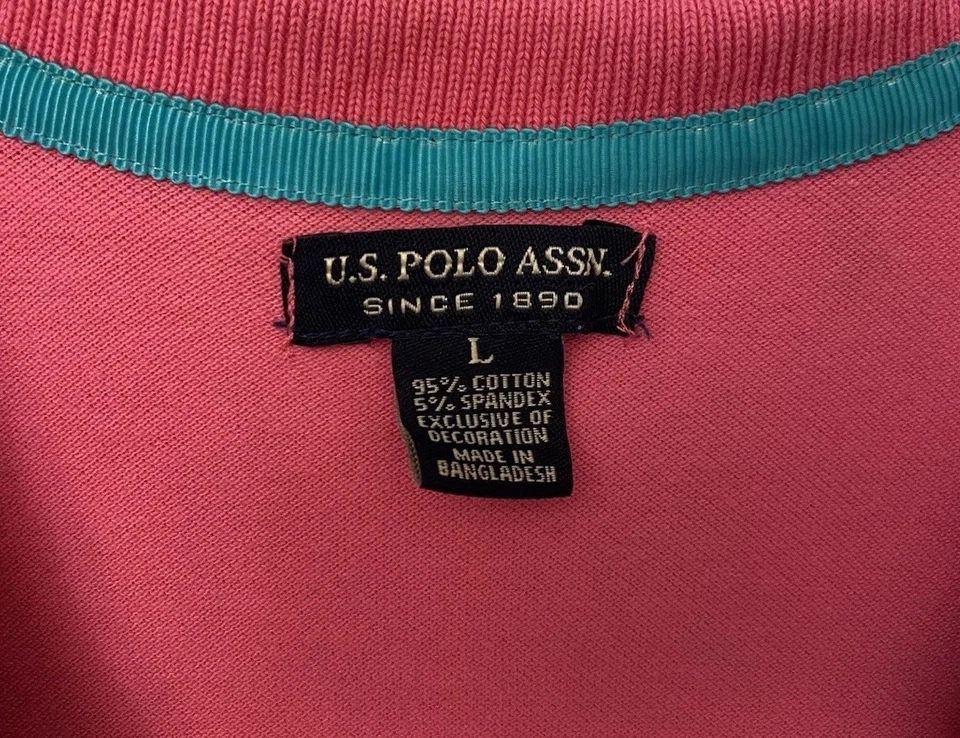 U.S. POLO ASSN.
SINCE 1890
L
95% COTTON
5% SPANDEX
EXCLUSIVE OF
DECORATION
MADE IN
BANGLADESH